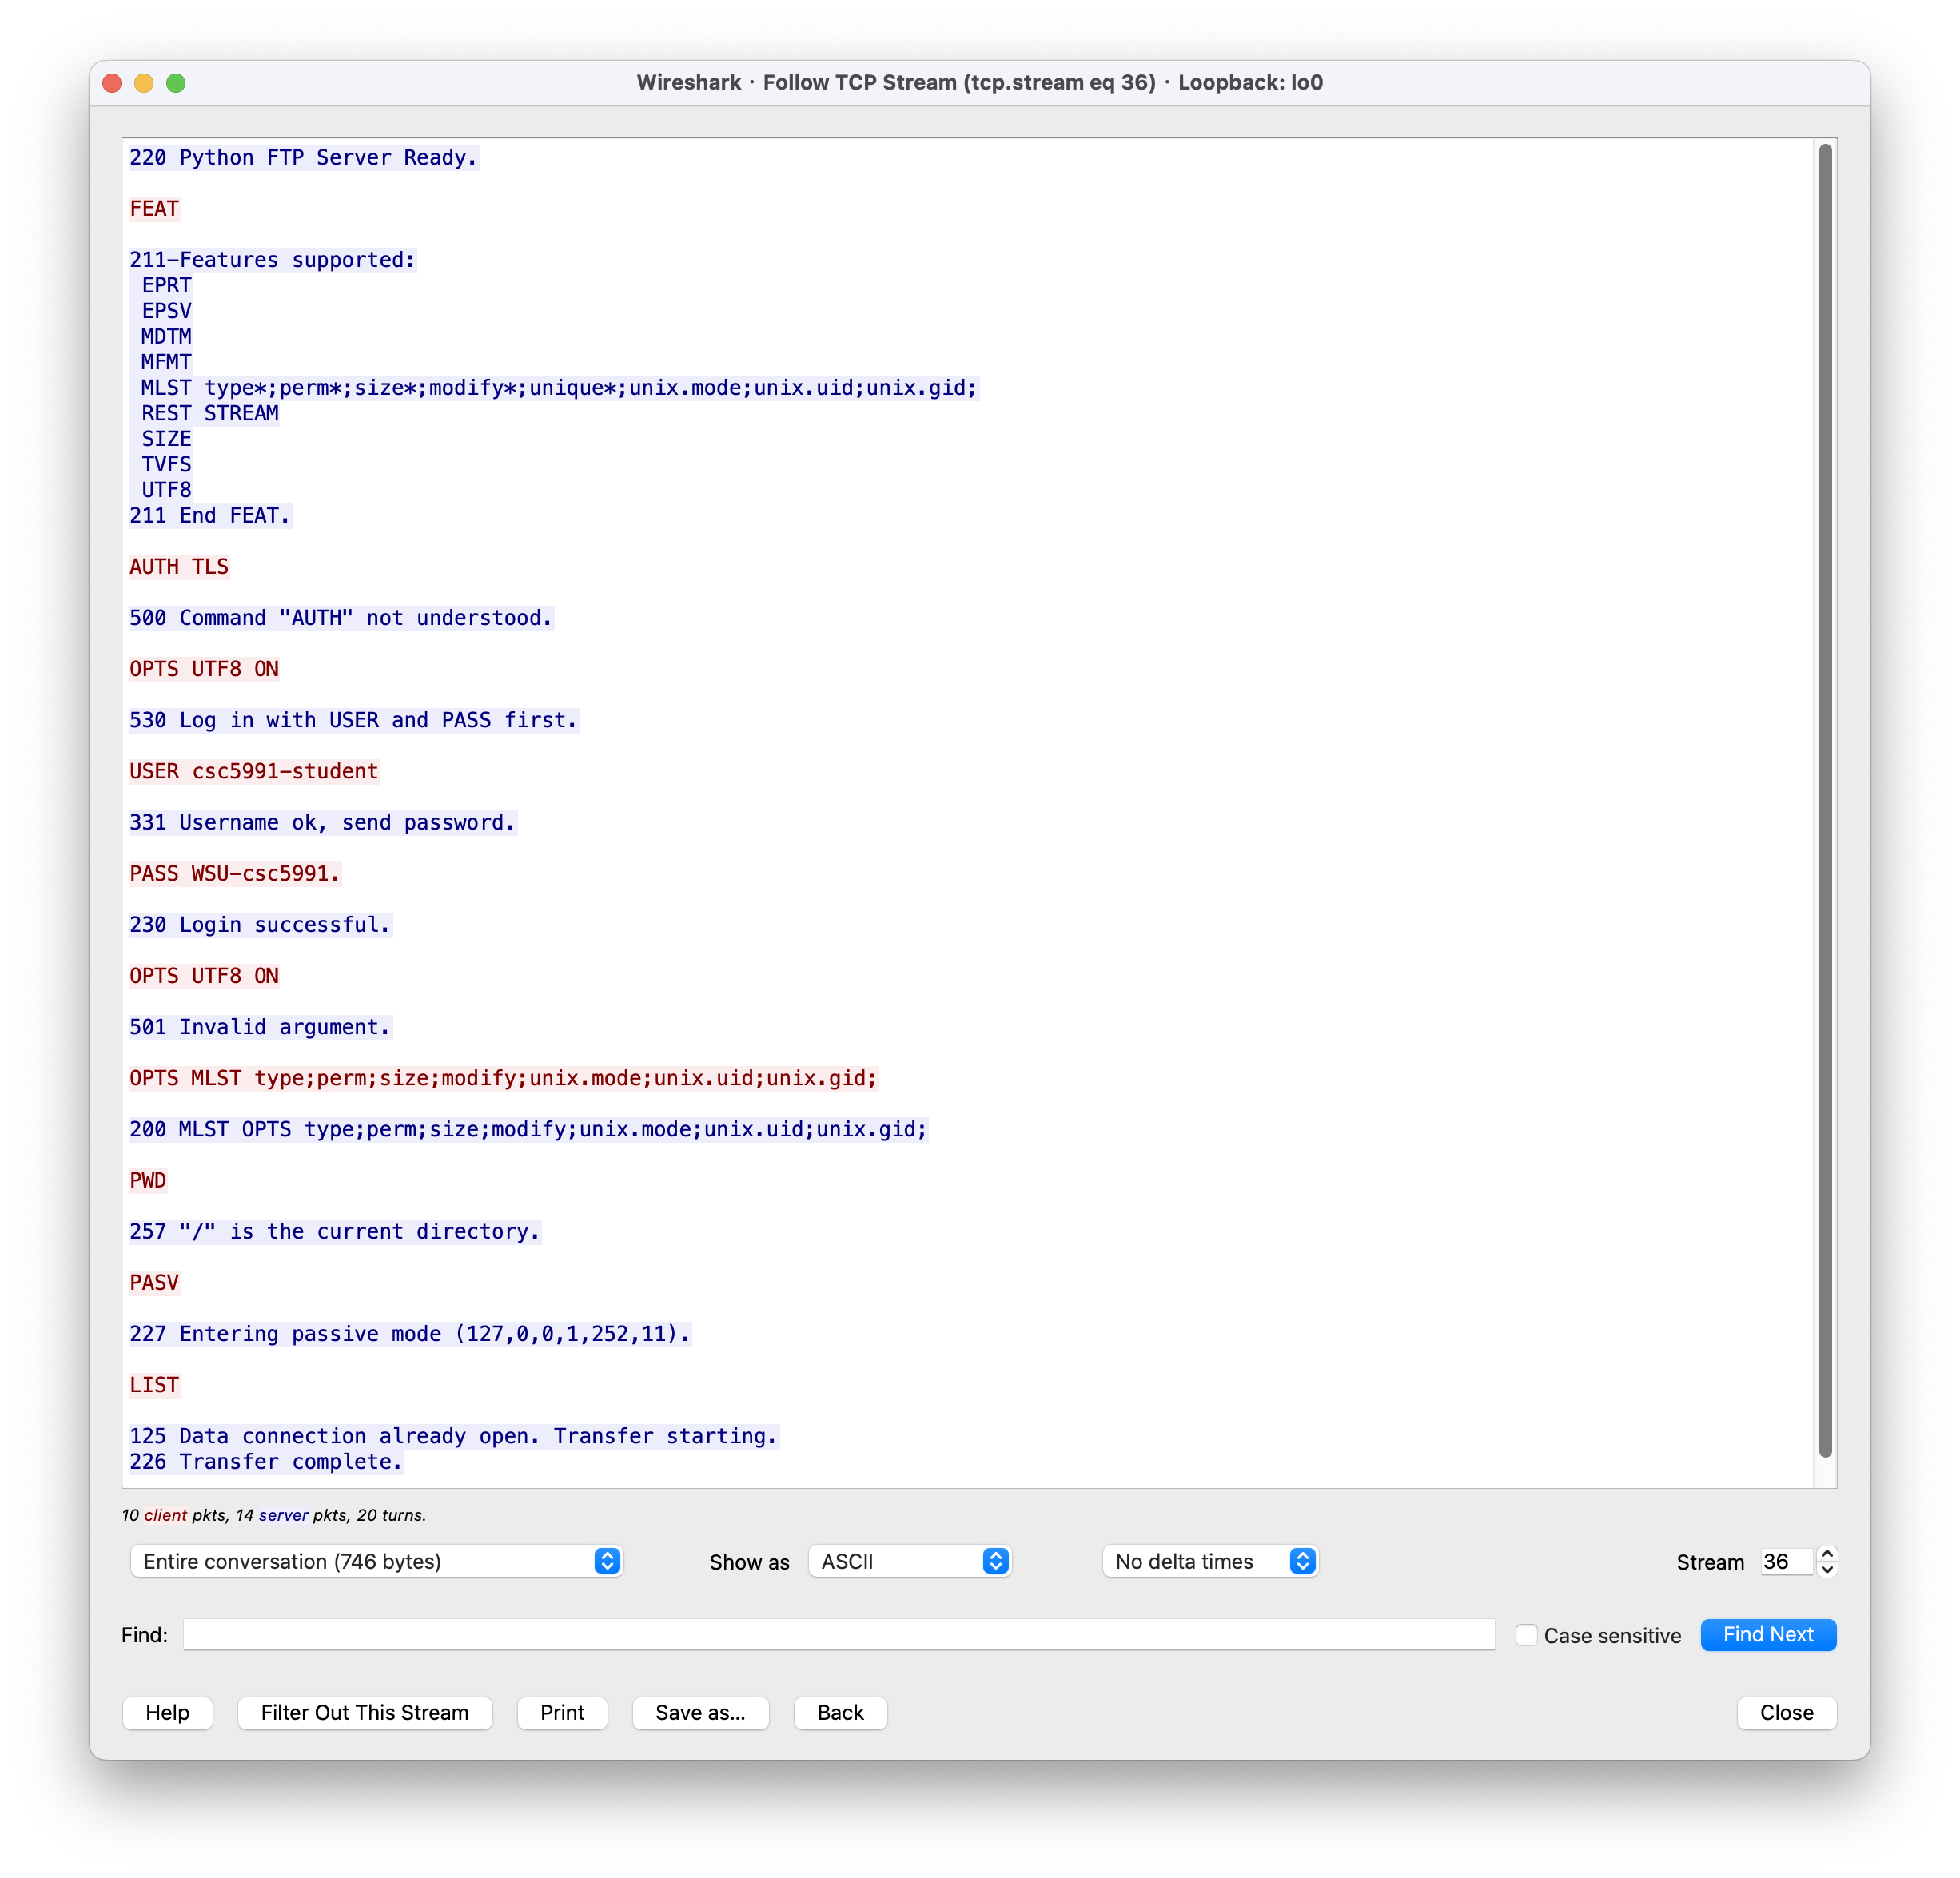 Wireshark · Follow TCP Stream (tcp.stream eq 36) · Loopback: lo0
220 Python FTP Server Ready.
FEAT
211-Features supported:
 EPRT
 EPSV
 MDTM
 MFMT
 MLST type*;perm*;size*;modify*;unique*;unix.mode;unix.uid;unix.gid;
 REST STREAM
 SIZE
 TVFS
 UTF8
211 End FEAT.
AUTH TLS
500 Command "AUTH" not understood.
OPTS UTF8 ON
530 Log in with USER and PASS first.
USER csc5991-student
331 Username ok, send password.
PASS WSU-csc5991.
230 Login successful.
OPTS UTF8 ON
501 Invalid argument.
OPTS MLST type;perm;size;modify;unix.mode;unix.uid;unix.gid;
200 MLST OPTS type;perm;size;modify;unix.mode;unix.uid;unix.gid;
PWD
257 "/" is the current directory.
PASV
227 Entering passive mode (127,0,0,1,252,11).
LIST
125 Data connection already open. Transfer starting.
226 Transfer complete.
10 client pkts, 14 server pkts, 20 turns.
Entire conversation (746 bytes) Show as ASCII No delta times Stream 36
Find: Case sensitive Find Next
Help Filter Out This Stream Print Save as... Back Close